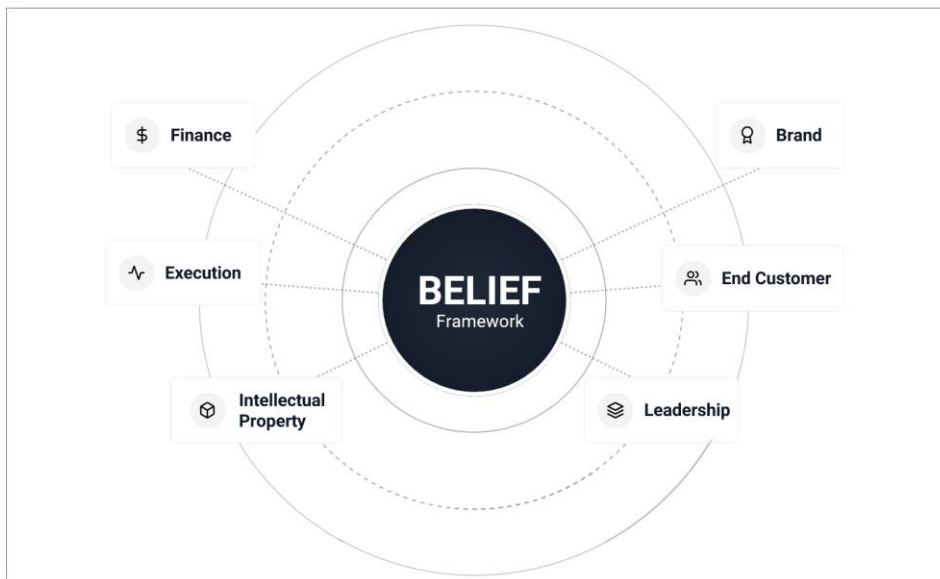 Finance
Brand
Execution
End Customer
BELIEF
Framework
Intellectual
Property
Leadership